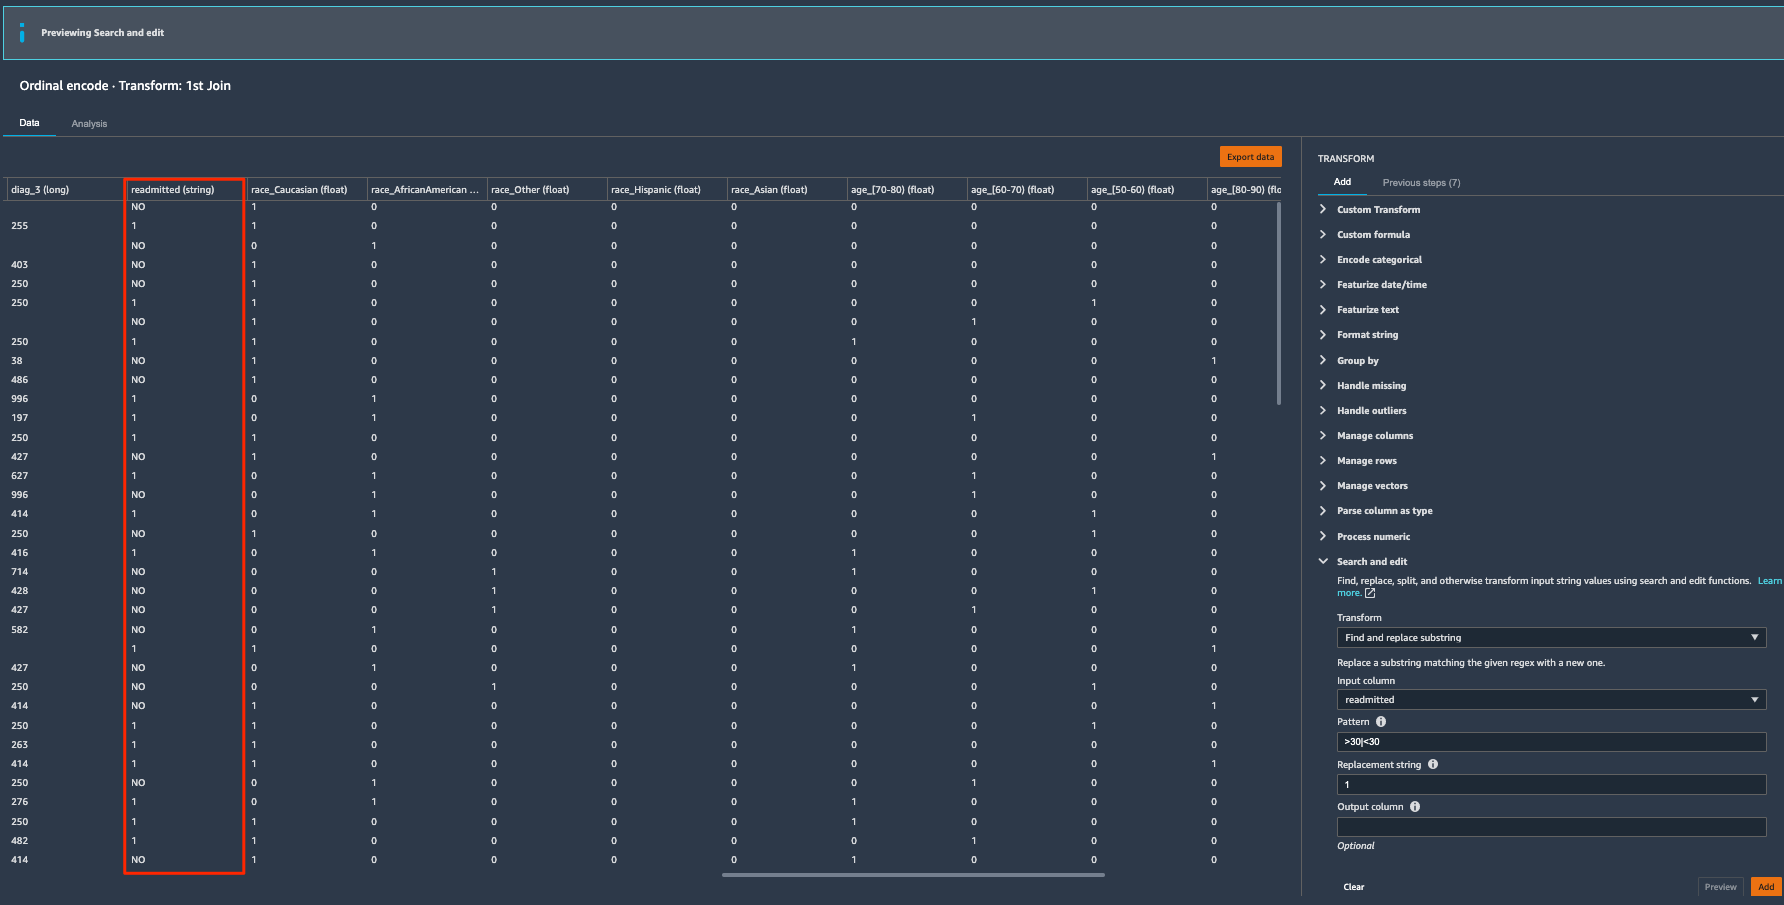 Previewing Search and edit
Ordinal encode · Transform: 1st Join
Data Analysis
Export data
diag_3 (long) readmitted (string) race_Caucasian (float) race_AfricanAmerican ... race_Other (float) race_Hispanic (float) race_Asian (float) age_[70-80) (float) age_[60-70) (float) age_[50-60) (float) age_[80-90) (flo
NO 1 0 0 0 0 0 0 0 0
255 1 1 0 0 0 0 0 0 0 0
NO 0 1 0 0 0 0 0 0 0
403 NO 1 0 0 0 0 0 0 0 0
250 NO 1 0 0 0 0 0 0 0 0
250 1 1 0 0 0 0 0 0 1 0
NO 1 0 0 0 0 0 1 0 0
250 1 1 0 0 0 0 1 0 0 0
38 NO 1 0 0 0 0 0 0 0 1
486 NO 1 0 0 0 0 0 0 0 0
996 1 0 1 0 0 0 0 0 0 0
197 1 0 1 0 0 0 0 1 0 0
250 1 1 0 0 0 0 0 0 0 0
427 NO 1 0 0 0 0 0 0 0 1
627 1 0 1 0 0 0 0 1 0 0
996 NO 0 1 0 0 0 0 1 0 0
414 1 0 1 0 0 0 0 0 1 0
250 NO 1 0 0 0 0 0 0 1 0
416 1 0 1 0 0 0 1 0 0 0
714 NO 0 0 1 0 0 1 0 0 0
428 NO 0 0 1 0 0 0 0 1 0
427 NO 0 0 1 0 0 0 1 0 0
582 NO 0 1 0 0 0 1 0 0 0
1 1 0 0 0 0 0 0 0 1
427 NO 0 1 0 0 0 1 0 0 0
250 NO 0 0 1 0 0 0 0 1 0
414 NO 1 0 0 0 0 0 0 0 1
250 1 1 0 0 0 0 0 0 1 0
263 1 1 0 0 0 0 0 0 0 0
414 1 1 0 0 0 0 0 0 0 1
250 NO 0 1 0 0 0 0 1 0 0
276 1 0 1 0 0 0 1 0 0 0
250 1 1 0 0 0 0 1 0 0 0
482 1 1 0 0 0 0 0 1 0 0
414 NO 1 0 0 0 0 1 0 0 0
TRANSFORM
Add Previous steps (7)
Custom Transform
Custom formula
Encode categorical
Featurize date/time
Featurize text
Format string
Group by
Handle missing
Handle outliers
Manage columns
Manage rows
Manage vectors
Parse column as type
Process numeric
Search and edit
Find, replace, split, and otherwise transform input string values using search and edit functions. Learn
more.
Transform
Find and replace substring
Replace a substring matching the given regex with a new one.
Input column
readmitted
Pattern
>30|<30
Replacement string
1
Output column
Optional
Clear Preview Add